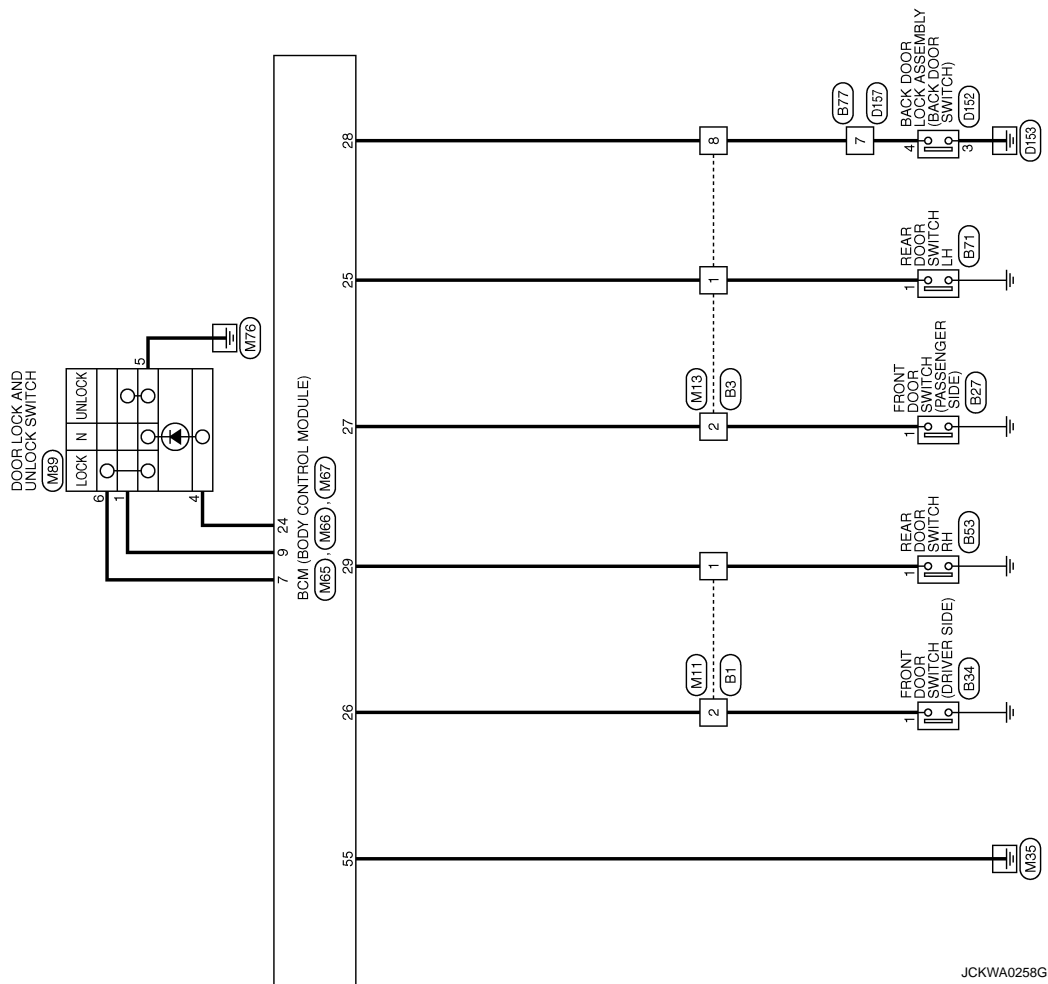 DOOR LOCK AND
UNLOCK SWITCH
M89
LOCK
N
UNLOCK
6
1
4
5
M76
7
9
24
BCM (BODY CONTROL MODULE)
M65 , M66 , M67
55
26
29
27
25
28
M11
B1
2
1
M13
B3
2
1
8
B77
D157
7
M35
FRONT
DOOR
SWITCH
(DRIVER SIDE)
B34
1
REAR
DOOR
SWITCH
RH
B53
1
FRONT
DOOR
SWITCH
(PASSENGER
SIDE)
B27
1
REAR
DOOR
SWITCH
LH
B71
1
BACK DOOR
LOCK ASSEMBLY
(BACK DOOR
SWITCH)
D152
4
3
D153
JCKWA0258G